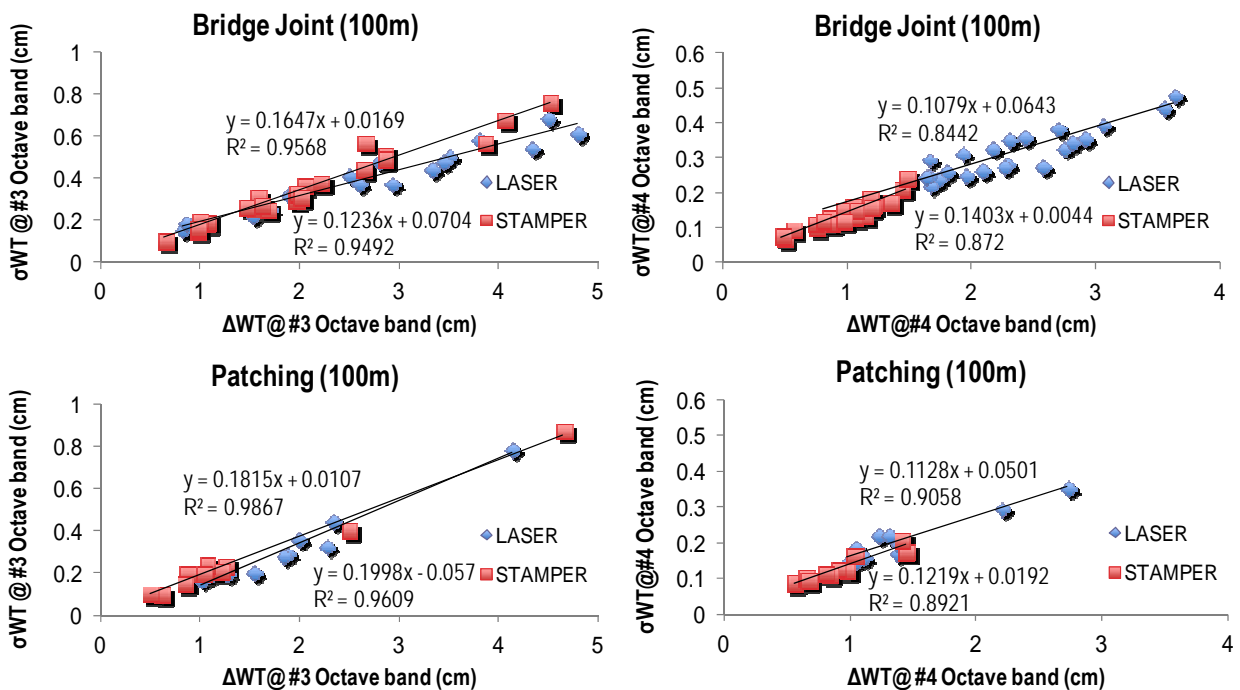 Bridge Joint (100m)
σWT @ #3 Octave band (cm)
1
0.8
0.6
0.4
0.2
0
y = 0.1647x + 0.0169
R² = 0.9568
y = 0.1236x + 0.0704
R² = 0.9492
LASER
STAMPER
0 1 2 3 4 5
ΔWT@ #3 Octave band (cm)
Bridge Joint (100m)
σWT@ #4 Octave band (cm)
0.6
0.5
0.4
0.3
0.2
0.1
0
y = 0.1079x + 0.0643
R² = 0.8442
y = 0.1403x + 0.0044
R² = 0.872
LASER
STAMPER
0 1 2 3 4
ΔWT@#4 Octave band (cm)
Patching (100m)
σWT @ #3 Octave band (cm)
1
0.8
0.6
0.4
0.2
0
y = 0.1815x + 0.0107
R² = 0.9867
y = 0.1998x - 0.057
R² = 0.9609
LASER
STAMPER
0 1 2 3 4 5
ΔWT@ #3 Octave band (cm)
Patching (100m)
σWT@ #4 Octave band (cm)
0.6
0.5
0.4
0.3
0.2
0.1
0
y = 0.1128x + 0.0501
R² = 0.9058
y = 0.1219x + 0.0192
R² = 0.8921
LASER
STAMPER
0 1 2 3 4
ΔWT@ #4 Octave band (cm)